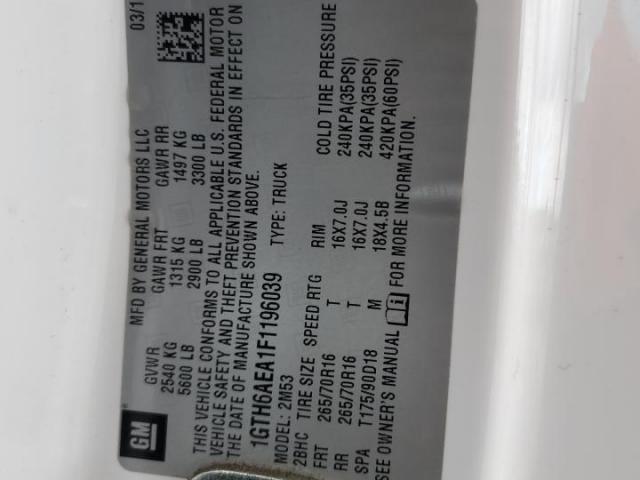 GM
MFD BY GENERAL MOTORS LLC 03/1
GVWR GAWR FRT GAWR RR
2540 KG 1315 KG 1497 KG
5600 LB 2900 LB 3300 LB
THIS VEHICLE CONFORMS TO ALL APPLICABLE U.S. FEDERAL MOTOR
VEHICLE SAFETY AND THEFT PREVENTION STANDARDS IN EFFECT ON
THE DATE OF MANUFACTURE SHOWN ABOVE.
1GTH6AEA1F1196039 TYPE: TRUCK
MODEL: 2M53
2BHC TIRE SIZE SPEED RTG RIM COLD TIRE PRESSURE
FRT 265/70R16 T 16X7.0J 240KPA(35PSI)
RR 265/70R16 T 16X7.0J 240KPA(35PSI)
SPA T175/90D18 M 18X4.5B 420KPA(60PSI)
SEE OWNER'S MANUAL FOR MORE INFORMATION.